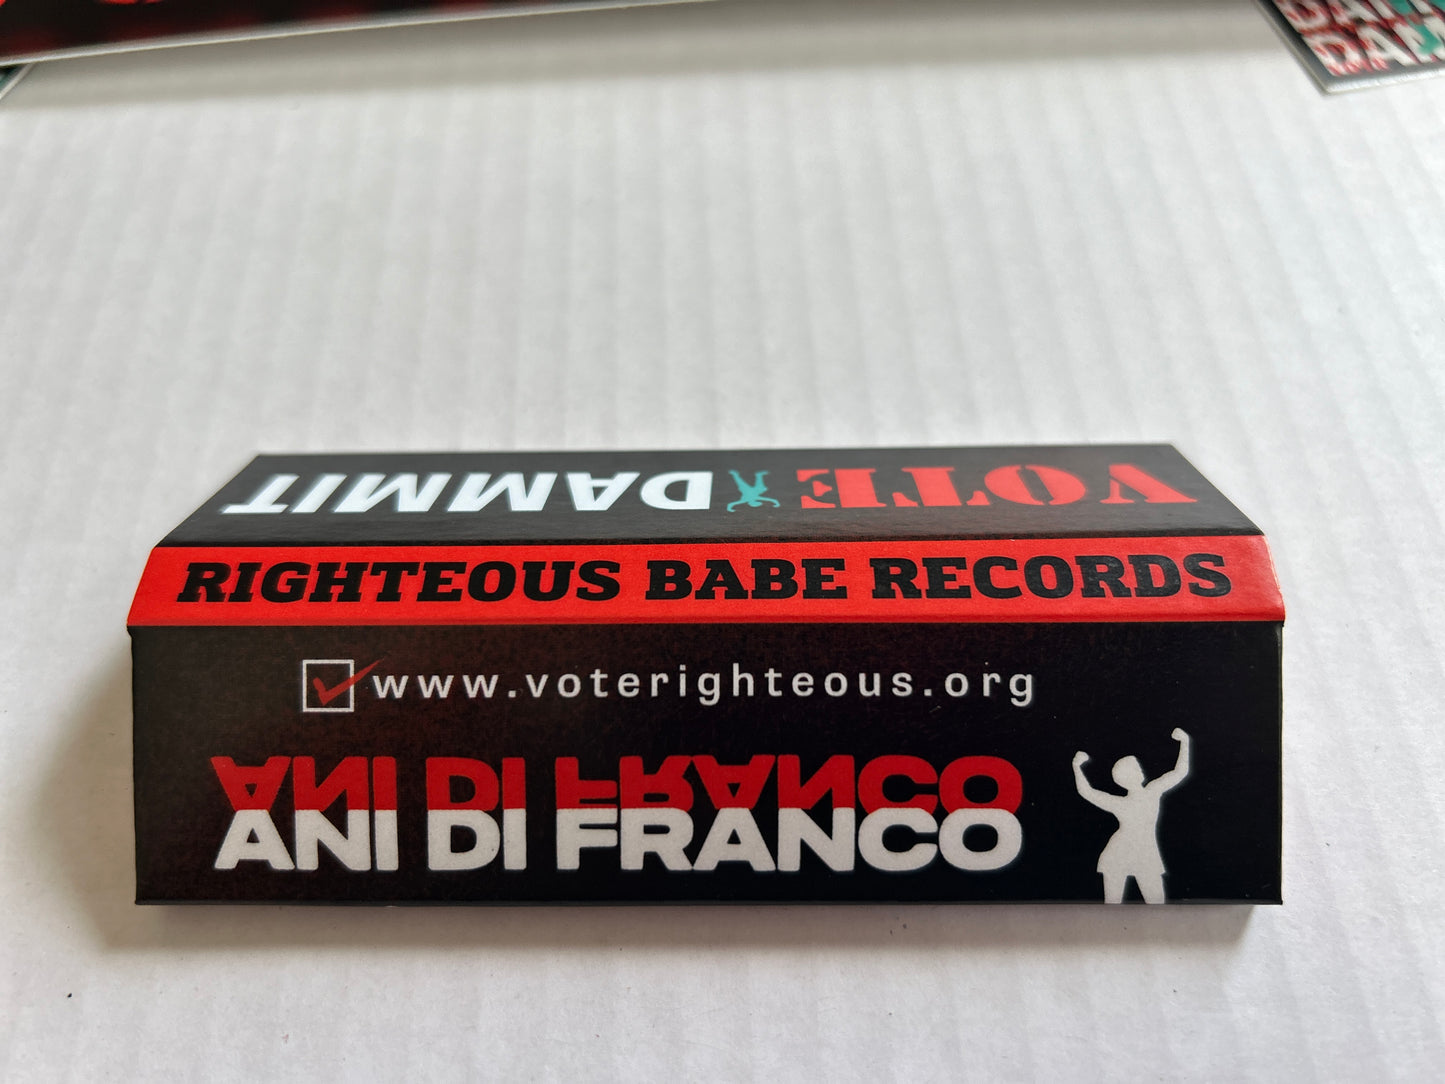 DAMMIT VOTE
RIGHTEOUS BABE RECORDS
www.voterighteous.org
ANI DI FRANCO
ANI DI FRANCO